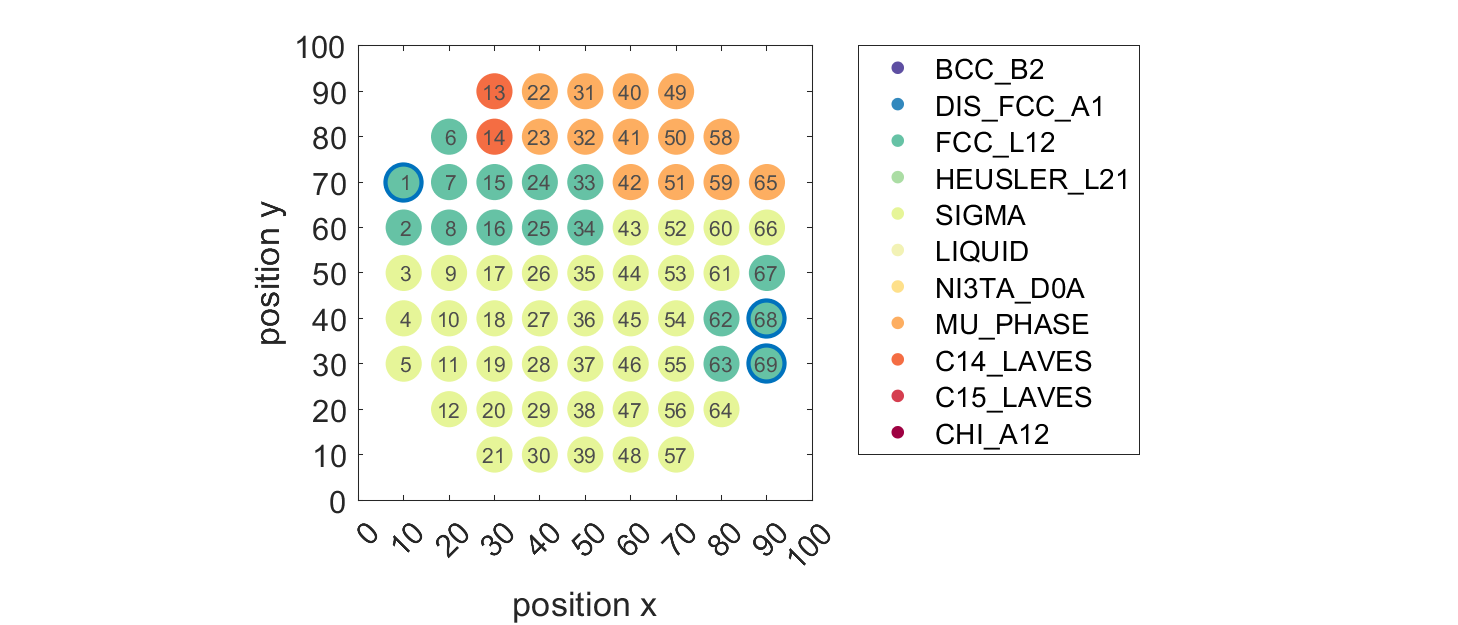 100
90 13 22 31 40 49
80 6 14 23 32 41 50 58
70 1 7 15 24 33 42 51 59 65
60 2 8 16 25 34 43 52 60 66
50 3 9 17 26 35 44 53 61 67
40 4 10 18 27 36 45 54 62 68
30 5 11 19 28 37 46 55 63 69
20 12 20 29 38 47 56 64
10 21 30 39 48 57
0
position y
0 10 20 30 40 50 60 70 80 90 100
position x
BCC_B2
DIS_FCC_A1
FCC_L12
HEUSLER_L21
SIGMA
LIQUID
NI3TA_D0A
MU_PHASE
C14_LAVES
C15_LAVES
CHI_A12